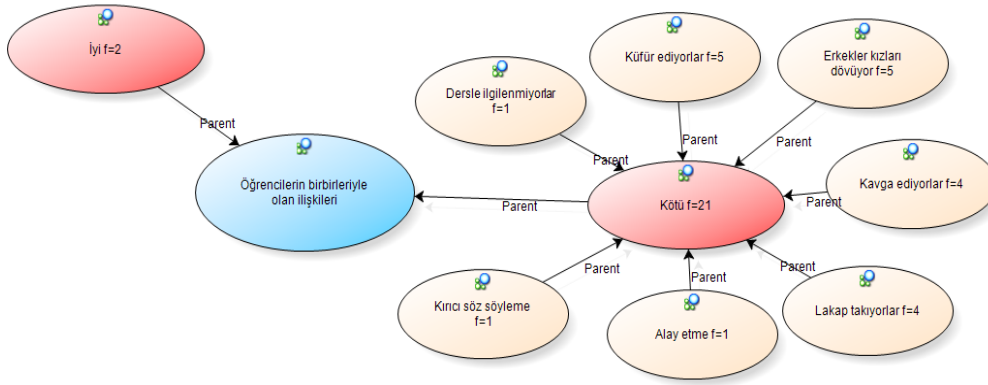 İyi f=2
Parent
Öğrencilerin birbirleriyle
olan ilişkileri
Parent
Dersle ilgilenmiyorlar
f=1
Parent
Küfür ediyorlar f=5
Parent
Erkekler kızları
dövüyor f=5
Parent
Kötü f=21
Kavga ediyorlar f=4
Parent
Kırıcı söz söyleme
f=1
Parent
Alay etme f=1
Parent
Lakap takıyorlar f=4
Parent